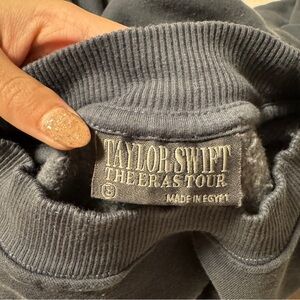 TAYLOR SWIFT
THE ERAS TOUR
S
MADE IN EGYPT